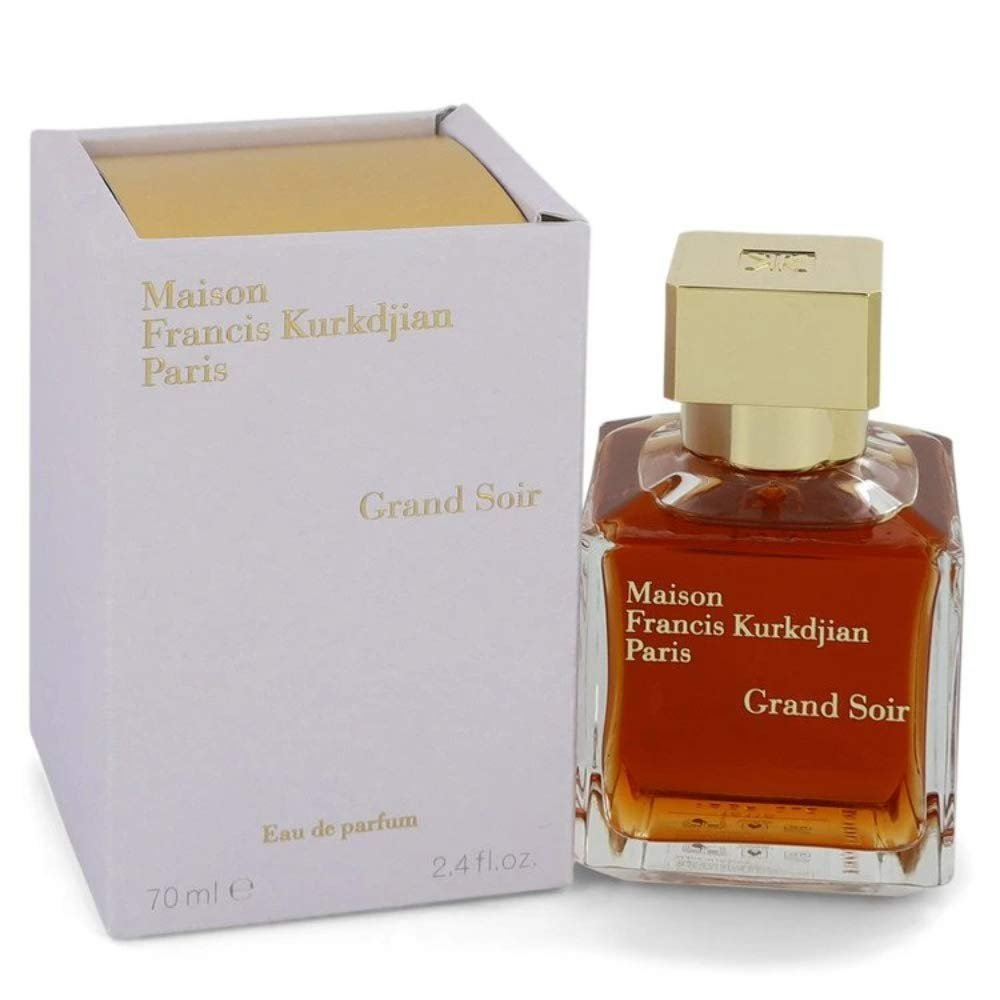 Maison
Francis Kurkdjian
Paris
Grand Soir
Eau de parfum
70 ml ℮
2.4 fl.oz.
Maison
Francis Kurkdjian
Paris
Grand Soir